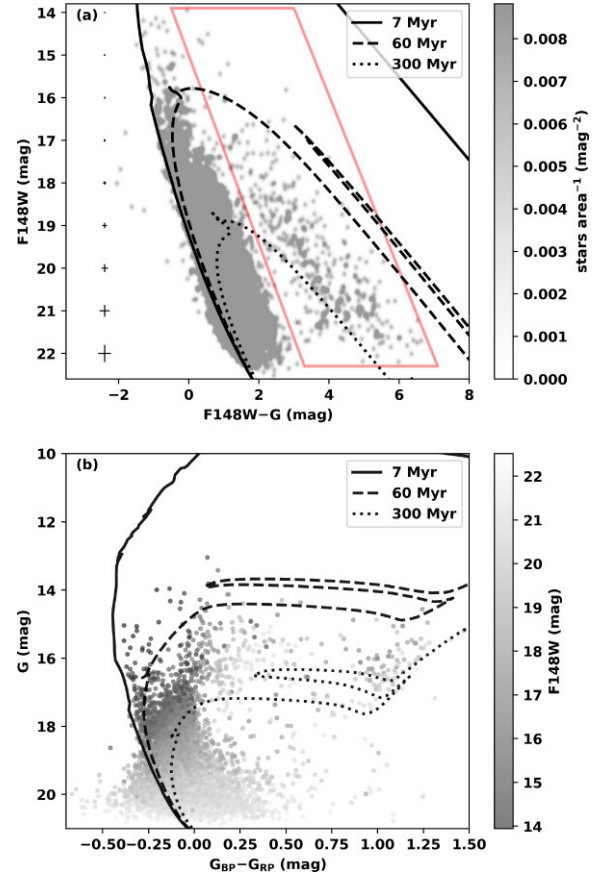 (a)
7 Myr
60 Myr
300 Myr
14
15
16
17
18
19
20
21
22
F148W (mag)
−2 0 2 4 6 8
F148W−G (mag)
0.008
0.007
0.006
0.005
0.004
0.003
0.002
0.001
0.000
stars area⁻¹ (mag⁻²)
(b)
7 Myr
60 Myr
300 Myr
10
12
14
16
18
20
G (mag)
−0.50 −0.25 0.00 0.25 0.50 0.75 1.00 1.25 1.50
G_BP−G_RP (mag)
22
21
20
19
18
17
16
15
14
F148W (mag)